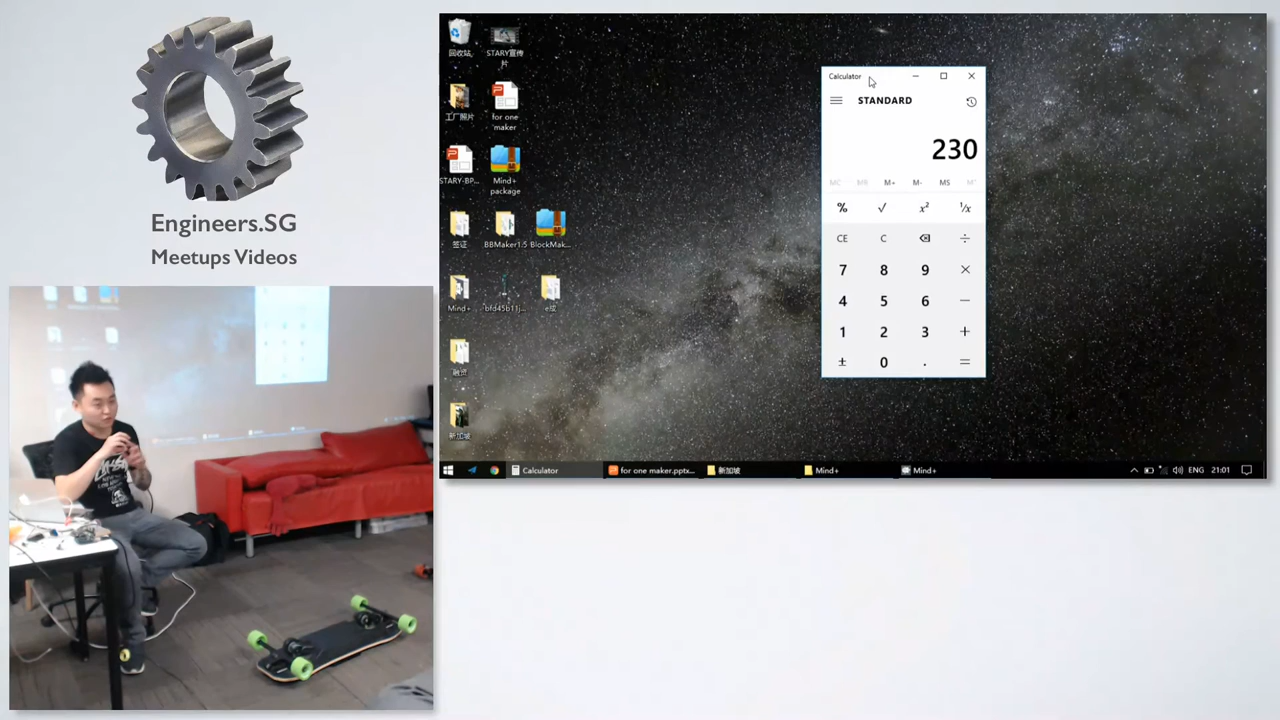 Engineers.SG
Meetups Videos
回收站
STARY宣传
片
工厂照片
for one
maker
STARY-BP...
Mind+
package
签证
BBMaker1.5
BlockMak...
Mind+
bfd45b11j...
融资
新加坡
Calculator
STANDARD
230
MC MR M+ M- MS M˅
% √ x² ¹/x
CE C ÷
7 8 9 ×
4 5 6 −
1 2 3 +
± 0 . =
Calculator
for one maker.pptx...
新加坡
Mind+
Mind+
ENG
21:01